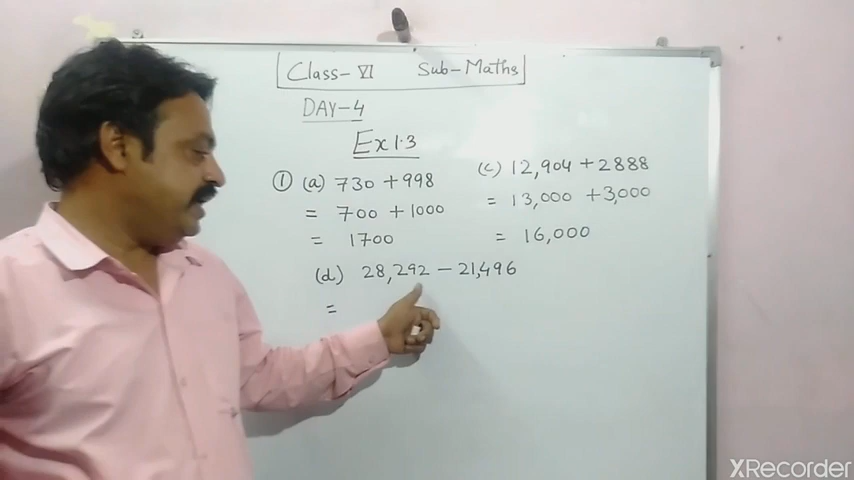 Class-VI Sub-Maths
DAY-4
Ex 1.3
① (a) 730 + 998
= 700 + 1000
= 1700
(c) 12,904 + 2888
= 13,000 + 3,000
= 16,000
(d) 28,292 - 21,496
=
XRecorder